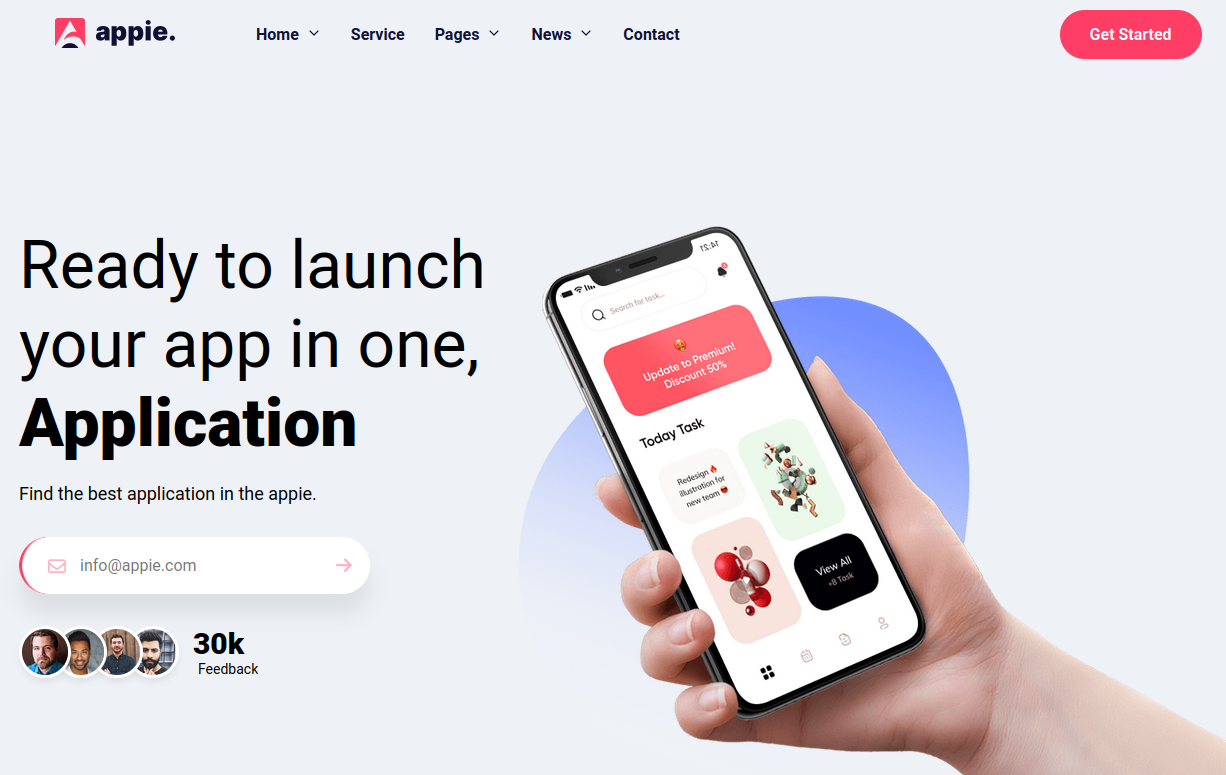 appie.
Home
Service
Pages
News
Contact
Get Started
Ready to launch
your app in one,
Application
Find the best application in the appie.
info@appie.com
30k
Feedback
14:21
Search for task...
Update to Premium!
Discount 50%
Today Task
Redesign 🔥
illustration for
new team 😍
View All
+8 Task